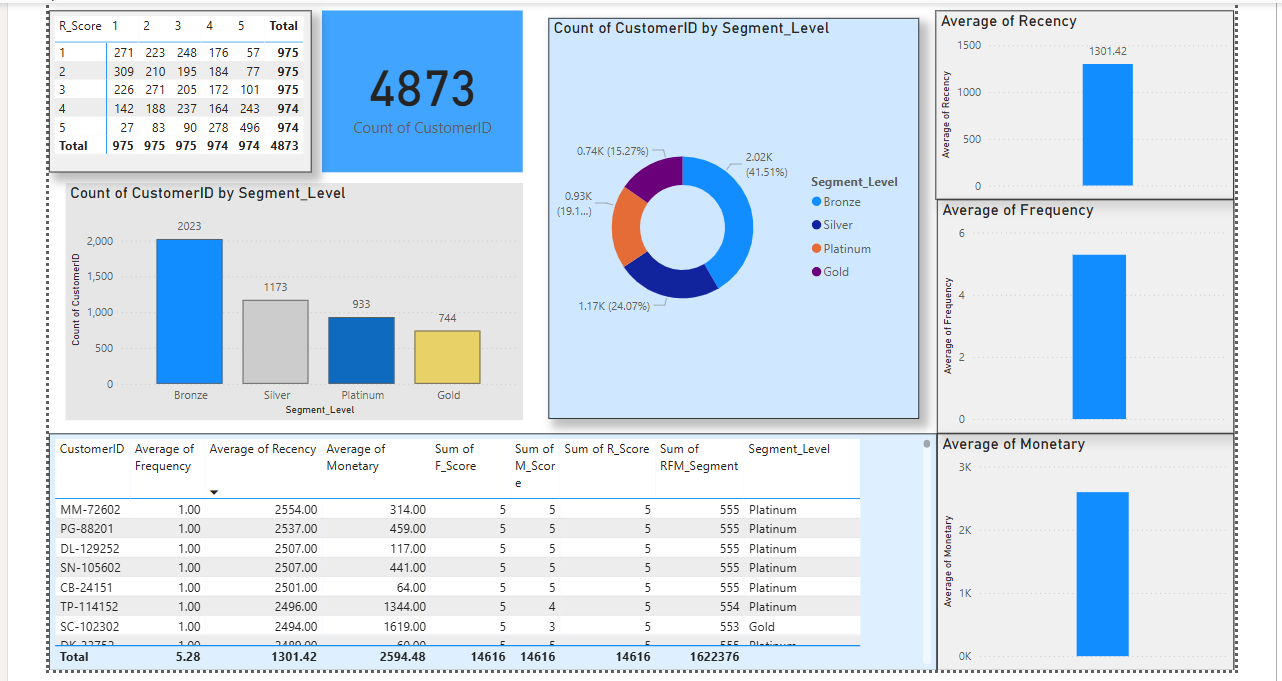 R_Score 1 2 3 4 5 Total
1 271 223 248 176 57 975
2 309 210 195 184 77 975
3 226 271 205 172 101 975
4 142 188 237 164 243 974
5 27 83 90 278 496 974
Total 975 975 975 974 974 4873
4873
Count of CustomerID
Count of CustomerID by Segment_Level
2,000
1,500
1,000
500
0
Count of CustomerID
2023
1173
933
744
Bronze Silver Platinum Gold
Segment_Level
Count of CustomerID by Segment_Level
0.74K (15.27%)
2.02K
(41.51%)
0.93K
(19.1...)
1.17K (24.07%)
Segment_Level
Bronze
Silver
Platinum
Gold
Average of Recency
1500
1000
500
0
Average of Recency
1301.42
Average of Frequency
6
4
2
0
Average of Frequency
Average of Monetary
3K
2K
1K
0K
Average of Monetary
CustomerID Average of Average of Recency Average of Sum of Sum of Sum of R_Score Sum of Segment_Level
Frequency Monetary F_Score M_Scor RFM_Segment
e
MM-72602 1.00 2554.00 314.00 5 5 5 555 Platinum
PG-88201 1.00 2537.00 459.00 5 5 5 555 Platinum
DL-129252 1.00 2507.00 117.00 5 5 5 555 Platinum
SN-105602 1.00 2507.00 441.00 5 5 5 555 Platinum
CB-24151 1.00 2501.00 64.00 5 5 5 555 Platinum
TP-114152 1.00 2496.00 1344.00 5 4 5 554 Platinum
SC-102302 1.00 2494.00 1619.00 5 3 5 553 Gold
Total 5.28 1301.42 2594.48 14616 14616 14616 1622376